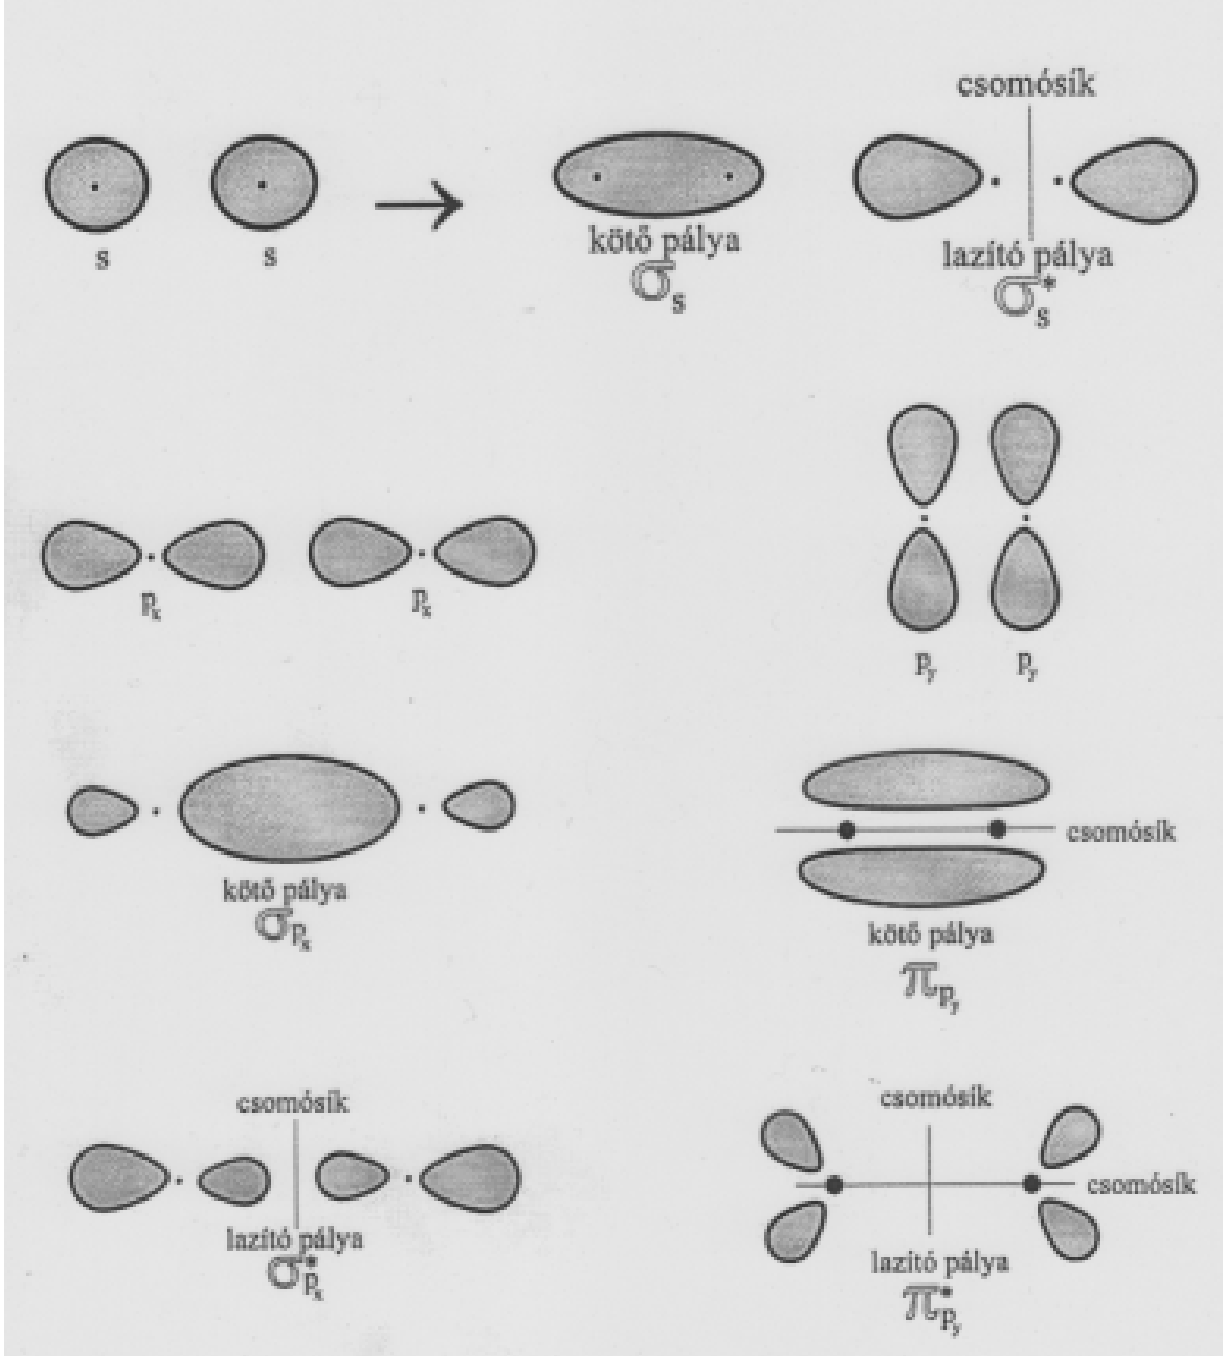 csomósík
s
s
kötő pálya
σs
lazító pálya
σ*s
px
px
py
py
kötő pálya
σpx
csomósík
kötő pálya
πpy
csomósík
lazító pálya
σ*px
csomósík
csomósík
lazító pálya
π*py